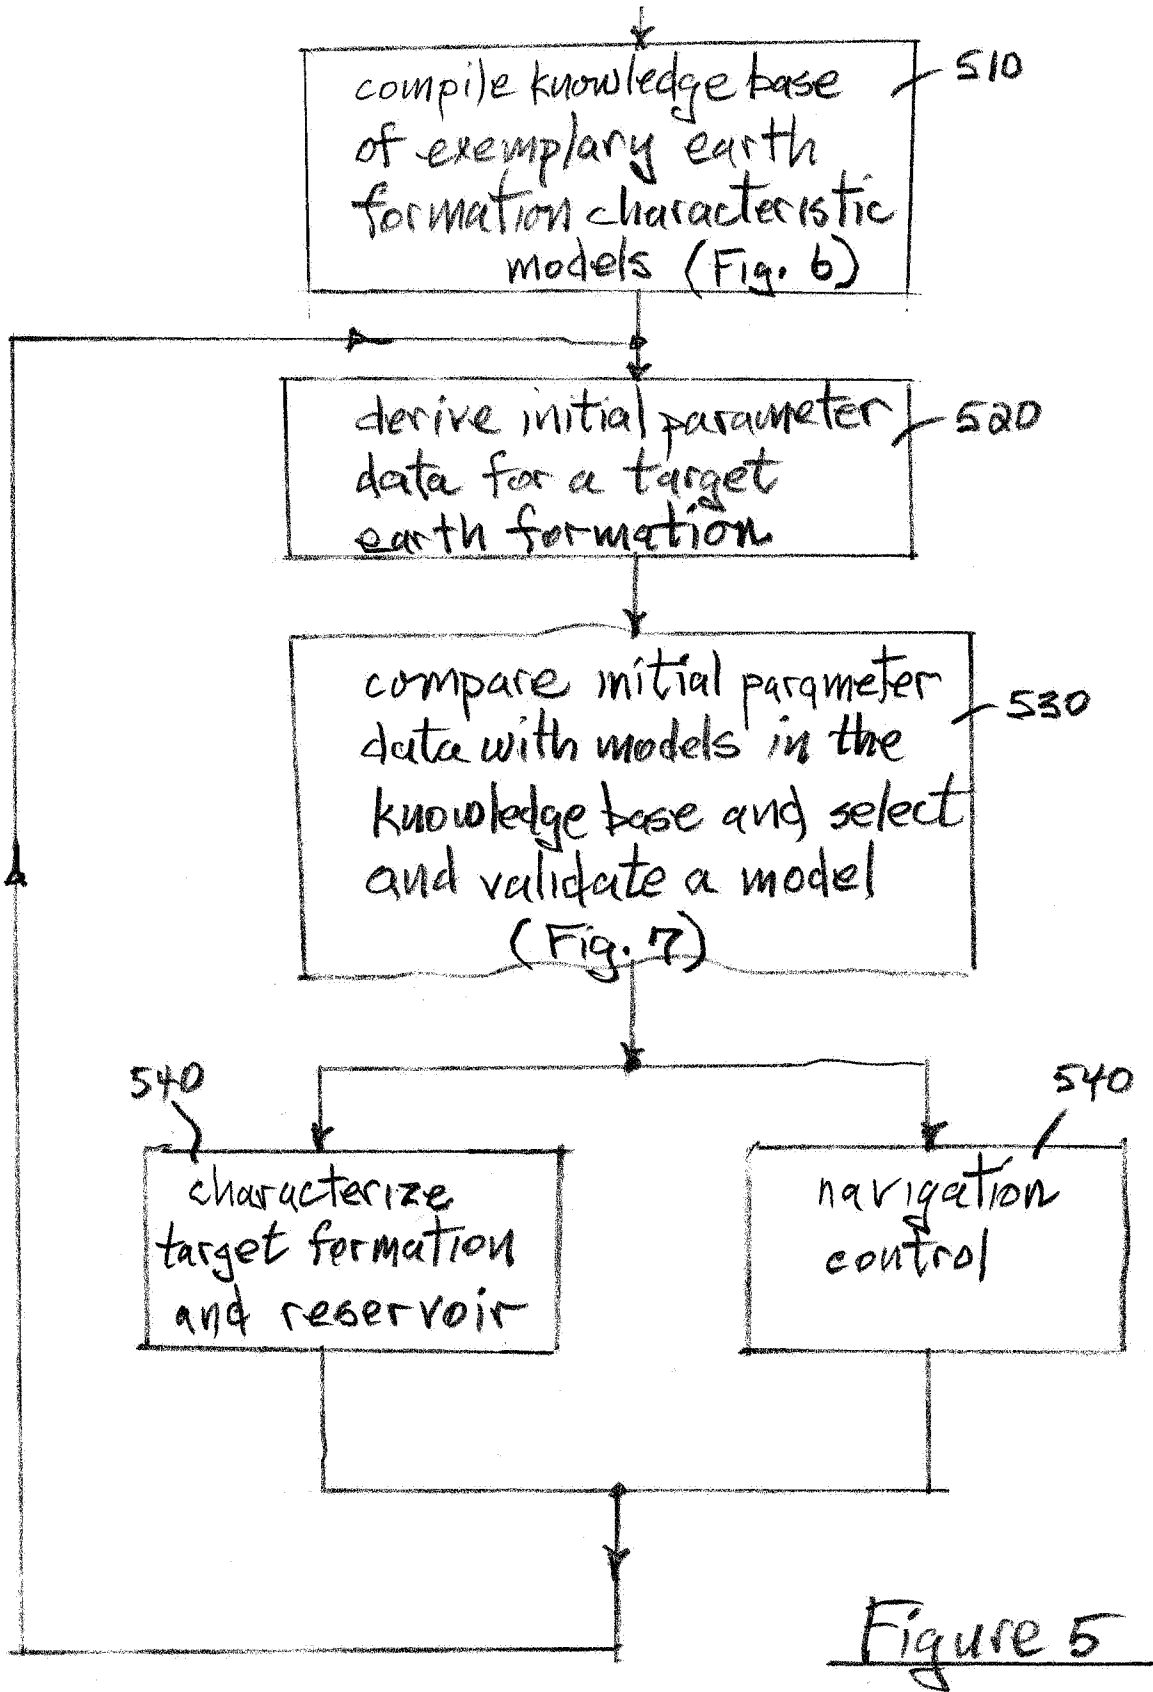 compile knowledge base
510
of exemplary earth
formation characteristic
models (Fig. 6)
derive initial parameter
520
data for a target
earth formation
compare initial parameter
530
data with models in the
knowledge base and select
and validate a model
(Fig. 7)
540
540
characterize
target formation
and reservoir
navigation
control
Figure 5